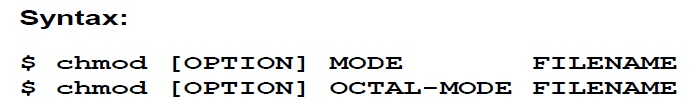 Syntax:
$ chmod [OPTION] MODE FILENAME
$ chmod [OPTION] OCTAL-MODE FILENAME